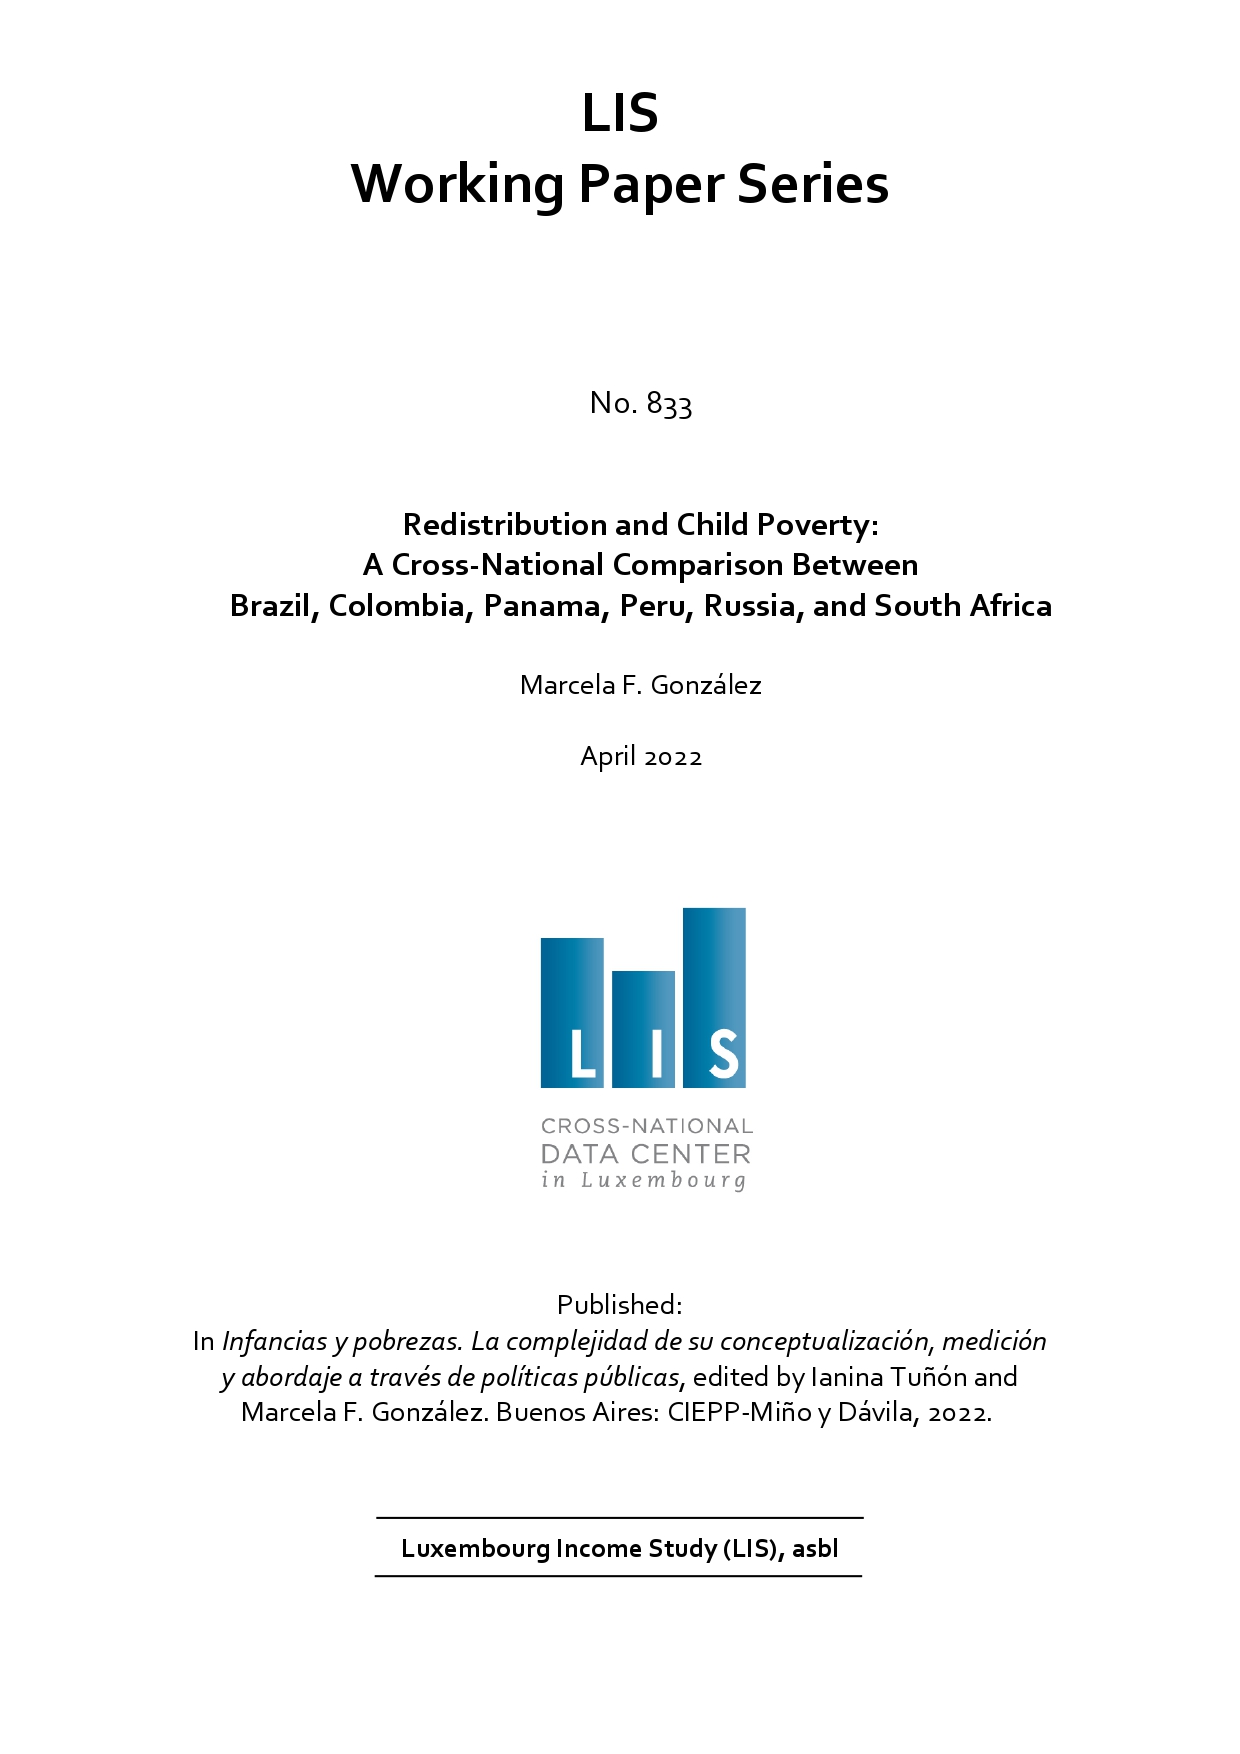 LIS
Working Paper Series
No. 833
Redistribution and Child Poverty:
A Cross-National Comparison Between
Brazil, Colombia, Panama, Peru, Russia, and South Africa
Marcela F. González
April 2022
LIS
CROSS-NATIONAL
DATA CENTER
in Luxembourg
Published:
In Infancias y pobrezas. La complejidad de su conceptualización, medición
y abordaje a través de políticas públicas, edited by Ianina Tuñón and
Marcela F. González. Buenos Aires: CIEPP-Miño y Dávila, 2022.
Luxembourg Income Study (LIS), asbl